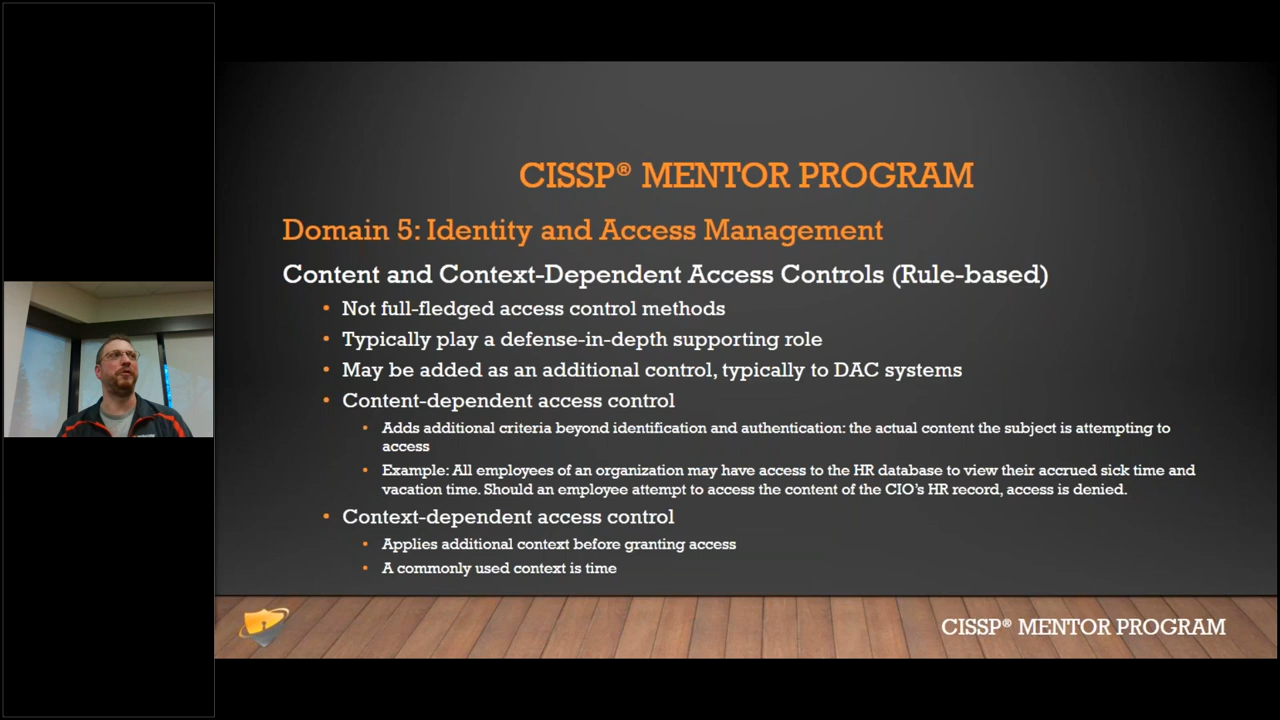 CISSP® MENTOR PROGRAM
Domain 5: Identity and Access Management
Content and Context-Dependent Access Controls (Rule-based)
• Not full-fledged access control methods
• Typically play a defense-in-depth supporting role
• May be added as an additional control, typically to DAC systems
• Content-dependent access control
• Adds additional criteria beyond identification and authentication: the actual content the subject is attempting to
access
• Example: All employees of an organization may have access to the HR database to view their accrued sick time and
vacation time. Should an employee attempt to access the content of the CIO's HR record, access is denied.
• Context-dependent access control
• Applies additional context before granting access
• A commonly used context is time
CISSP® MENTOR PROGRAM